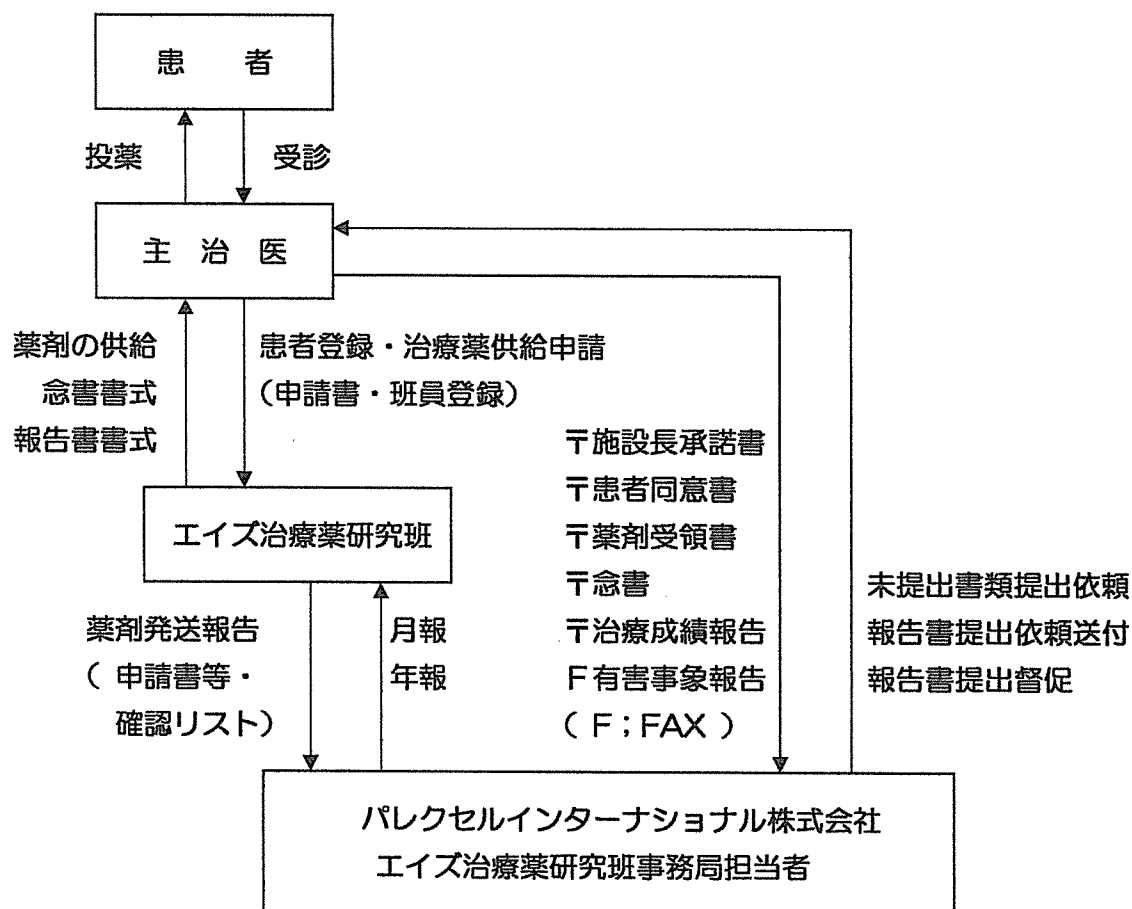 患　者
投薬
受診
主　治　医
薬剤の供給
念書書式
報告書書式
患者登録・治療薬供給申請
（申請書・班員登録）
エイズ治療薬研究班
〒施設長承諾書
〒患者同意書
〒薬剤受領書
〒念書
〒治療成績報告
F有害事象報告
（F；FAX）
未提出書類提出依頼
報告書提出依頼送付
報告書提出督促
薬剤発送報告
（申請書等・
確認リスト）
月報
年報
パレクセルインターナショナル株式会社
エイズ治療薬研究班事務局担当者